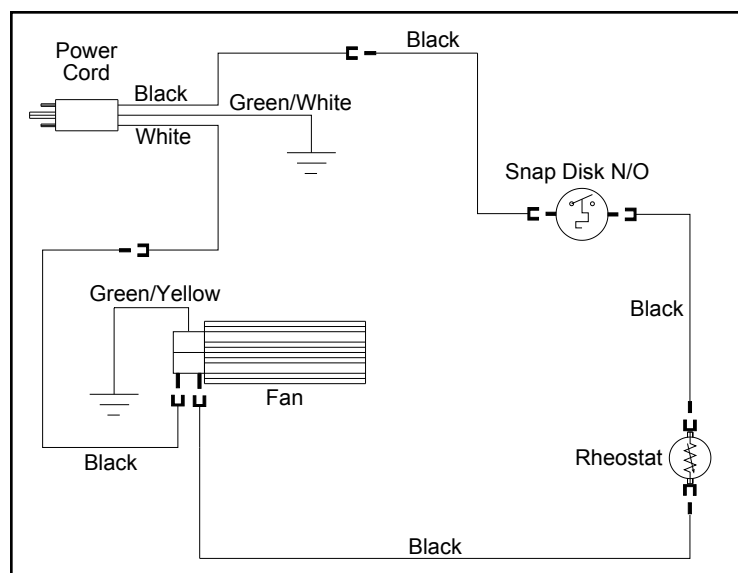 Power
Cord
Black
Black
Green/White
White
Snap Disk N/O
Green/Yellow
Black
Fan
Black
Rheostat
Black